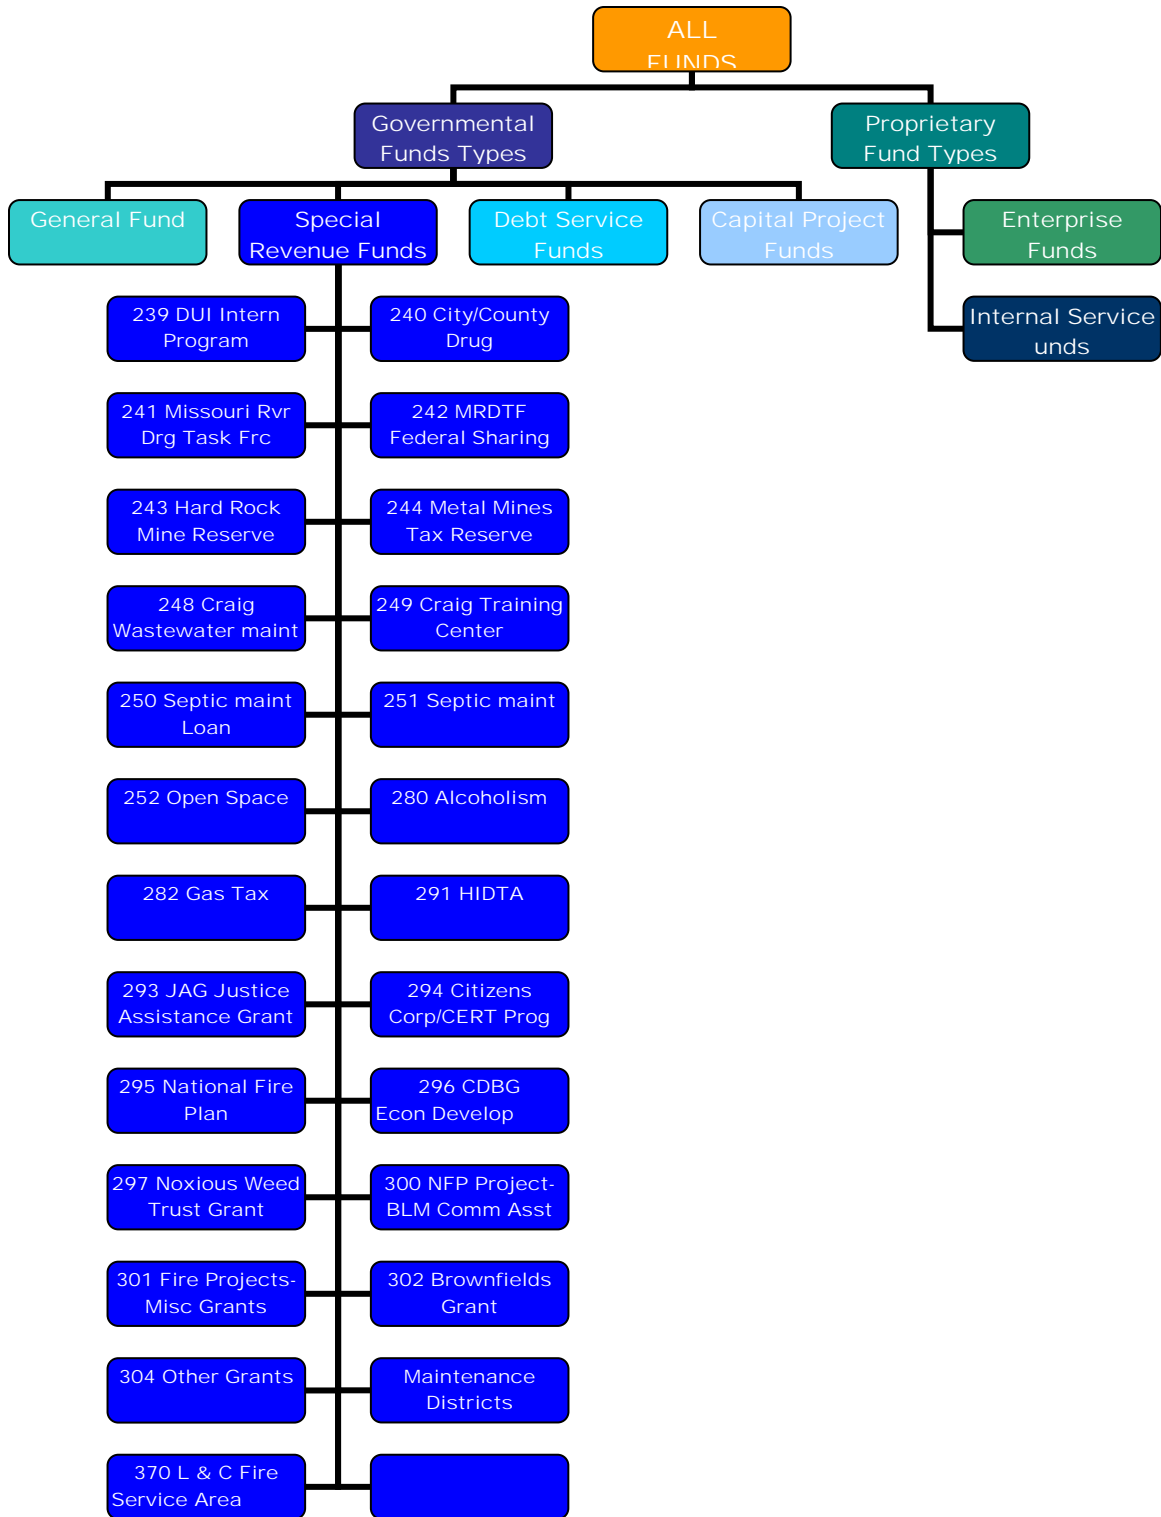 ALL
FUNDS
Governmental
Funds Types
Proprietary
Fund Types
General Fund
Special
Revenue Funds
Debt Service
Funds
Capital Project
Funds
Enterprise
Funds
Internal Service
unds
239 DUI Intern
Program
240 City/County
Drug
241 Missouri Rvr
Drg Task Frc
242 MRDTF
Federal Sharing
243 Hard Rock
Mine Reserve
244 Metal Mines
Tax Reserve
248 Craig
Wastewater maint
249 Craig Training
Center
250 Septic maint
Loan
251 Septic maint
252 Open Space
280 Alcoholism
282 Gas Tax
291 HIDTA
293 JAG Justice
Assistance Grant
294 Citizens
Corp/CERT Prog
295 National Fire
Plan
296 CDBG
Econ Develop
297 Noxious Weed
Trust Grant
300 NFP Project-
BLM Comm Asst
301 Fire Projects-
Misc Grants
302 Brownfields
Grant
304 Other Grants
Maintenance
Districts
370 L & C Fire
Service Area